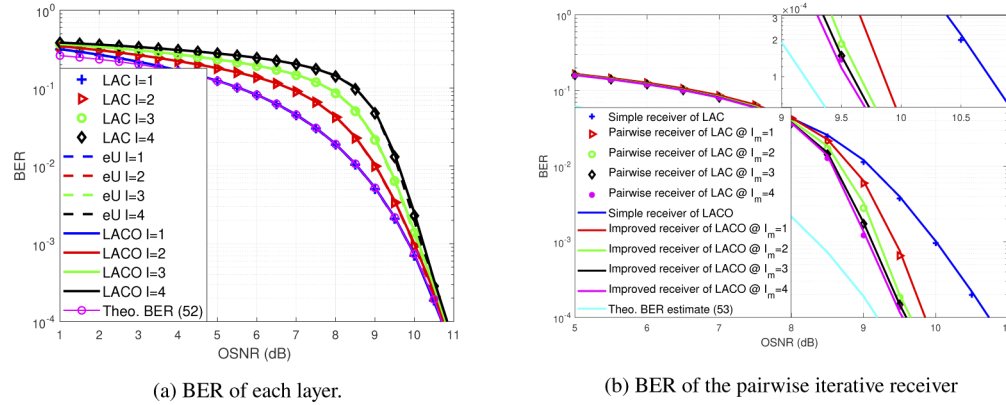 10^0
10^-1
10^-2
10^-3
10^-4
BER
LAC l=1
LAC l=2
LAC l=3
LAC l=4
eU l=1
eU l=2
eU l=3
eU l=4
LACO l=1
LACO l=2
LACO l=3
LACO l=4
Theo. BER (52)
1 2 3 4 5 6 7 8 9 10 11
OSNR (dB)
(a) BER of each layer.
10^0
10^-1
10^-2
10^-3
10^-4
BER
×10^-4
3
1
9 9.5 10 10.5
Simple receiver of LAC
Pairwise receiver of LAC @ I_m=1
Pairwise receiver of LAC @ I_m=2
Pairwise receiver of LAC @ I_m=3
Pairwise receiver of LAC @ I_m=4
Simple receiver of LACO
Improved receiver of LACO @ I_m=1
Improved receiver of LACO @ I_m=2
Improved receiver of LACO @ I_m=3
Improved receiver of LACO @ I_m=4
Theo. BER estimate (53)
5 6 7 8 9 10
OSNR (dB)
(b) BER of the pairwise iterative receiver